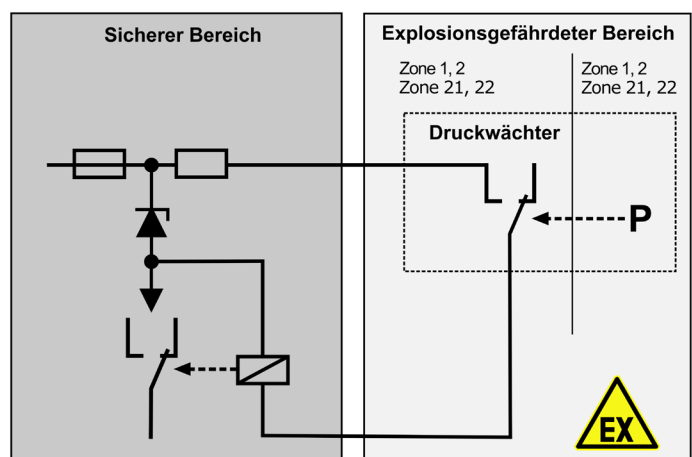 Sicherer Bereich
Explosionsgefährdeter Bereich
Zone 1, 2
Zone 21, 22
Zone 1, 2
Zone 21, 22
Druckwächter
P
EX